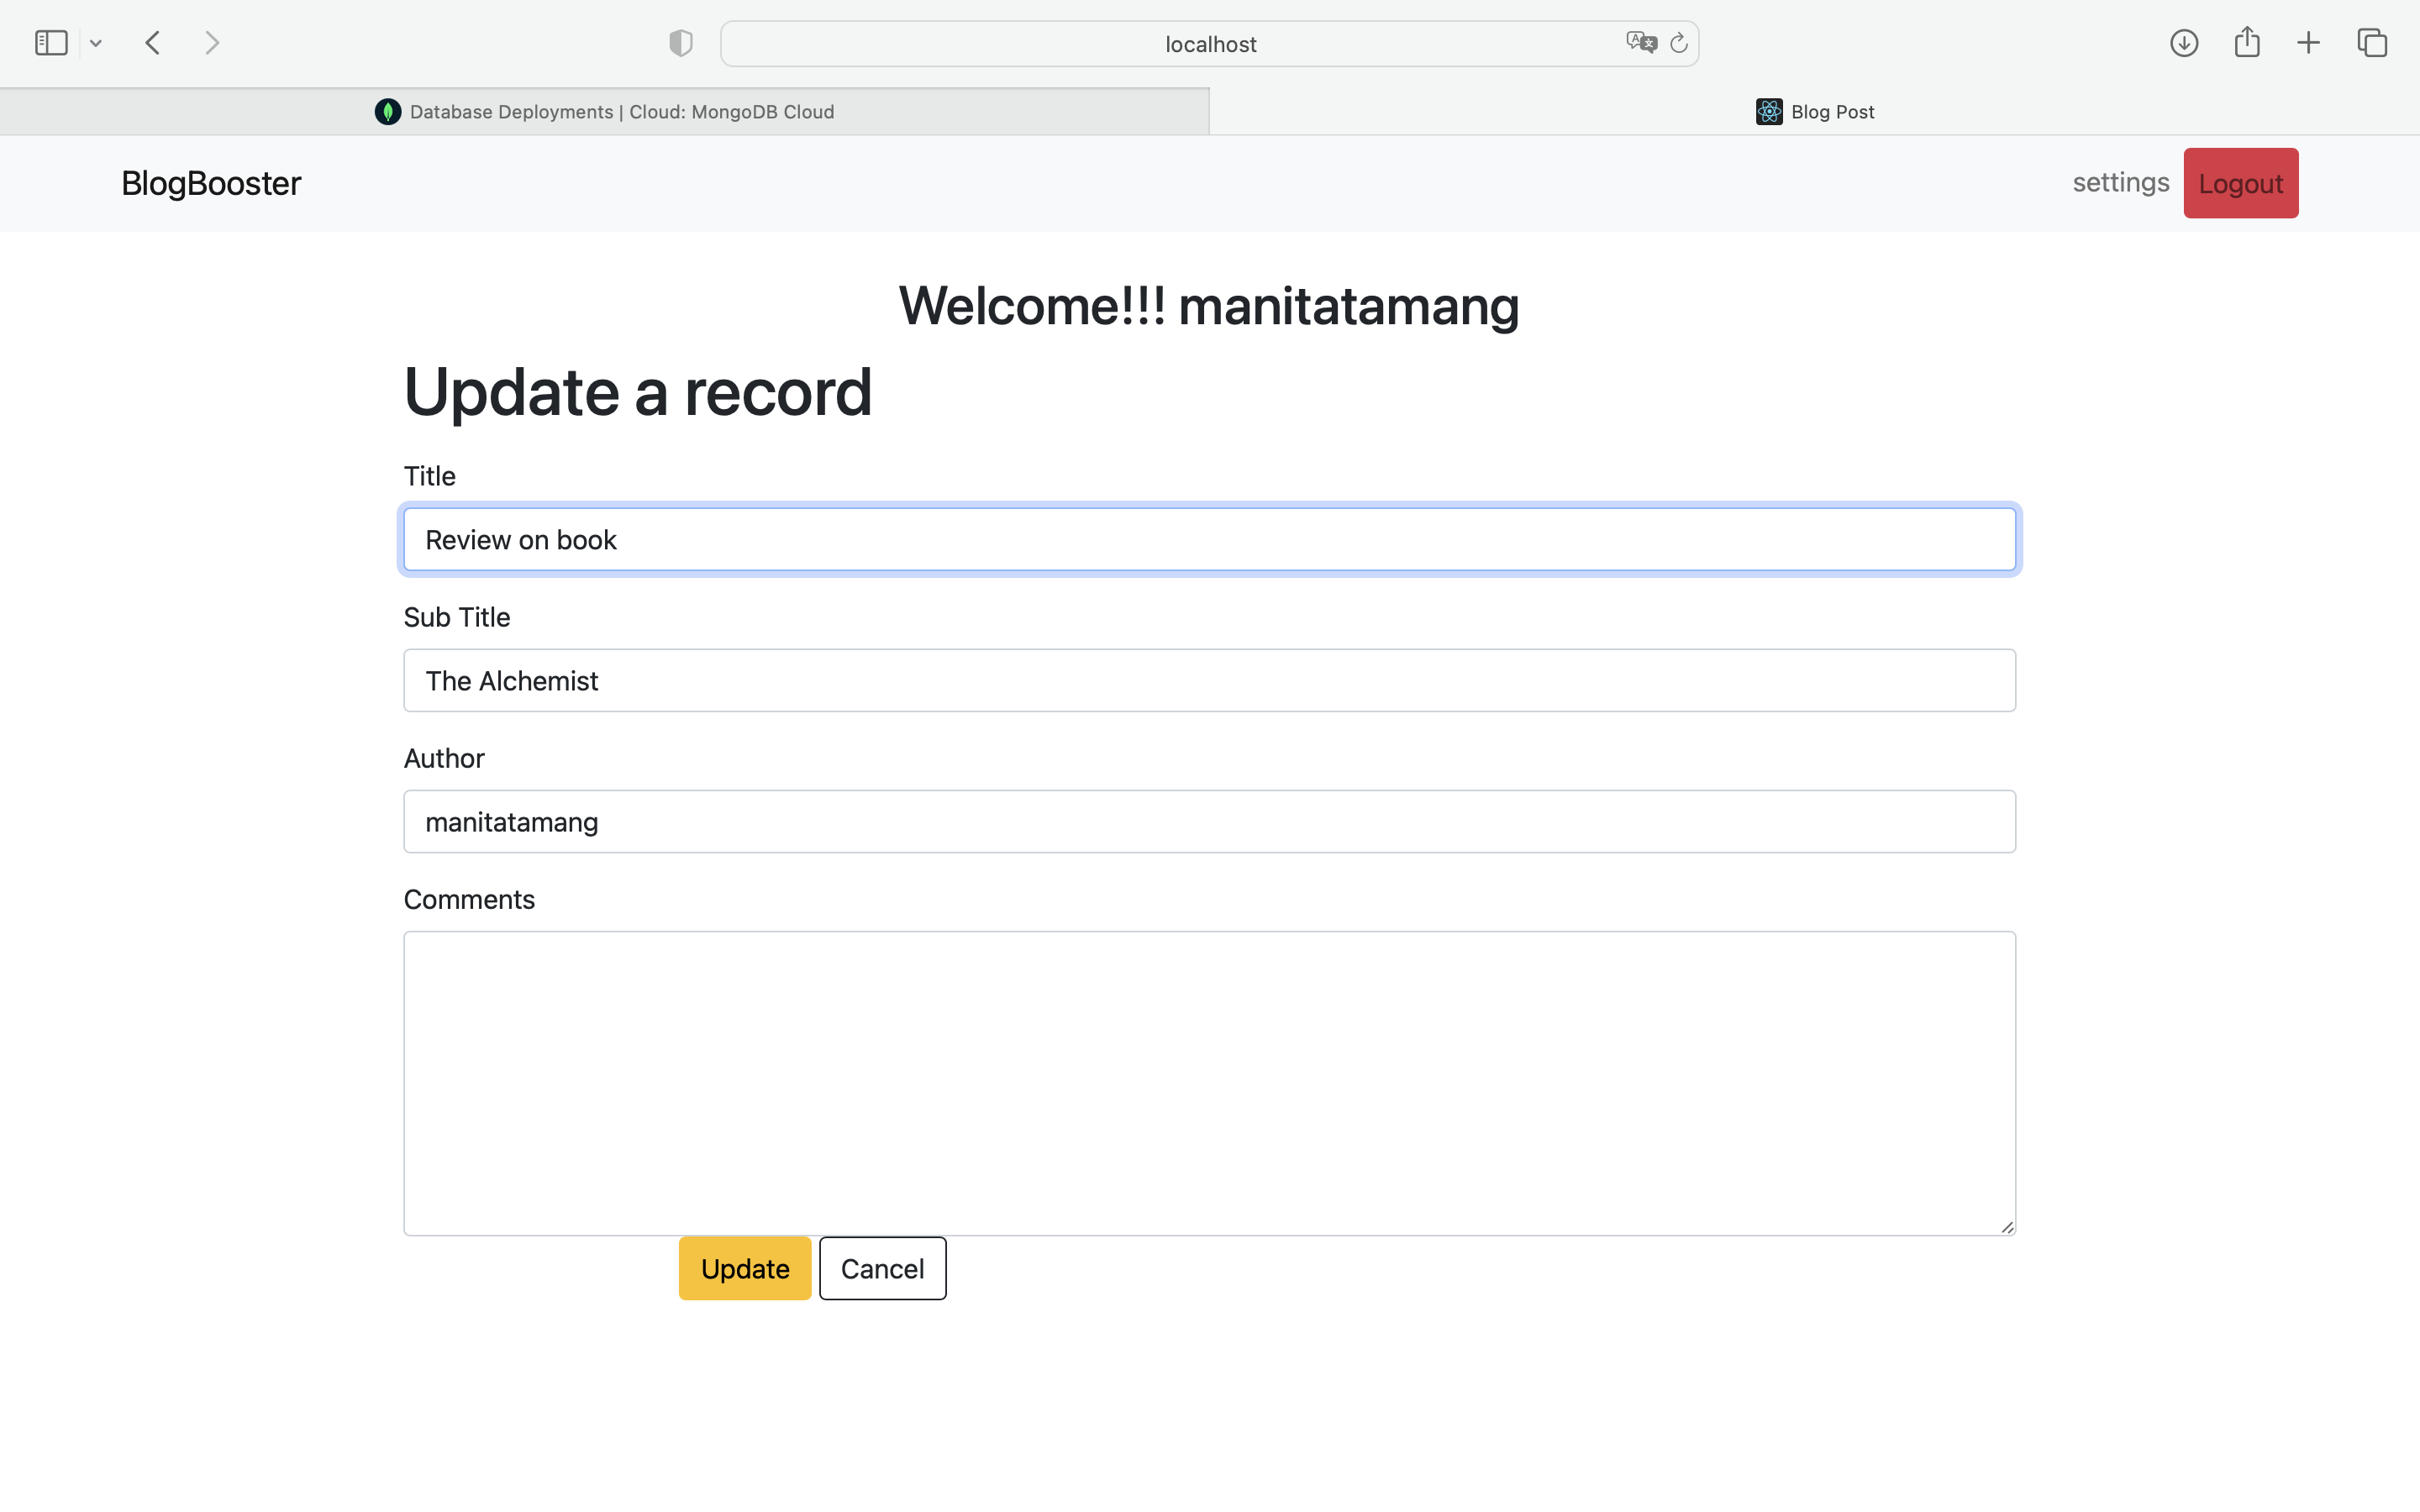 localhost
Database Deployments | Cloud: MongoDB Cloud
Blog Post
BlogBooster
settings
Logout
Welcome!!! manitatamang
Update a record
Title
Review on book
Sub Title
The Alchemist
Author
manitatamang
Comments
Update
Cancel